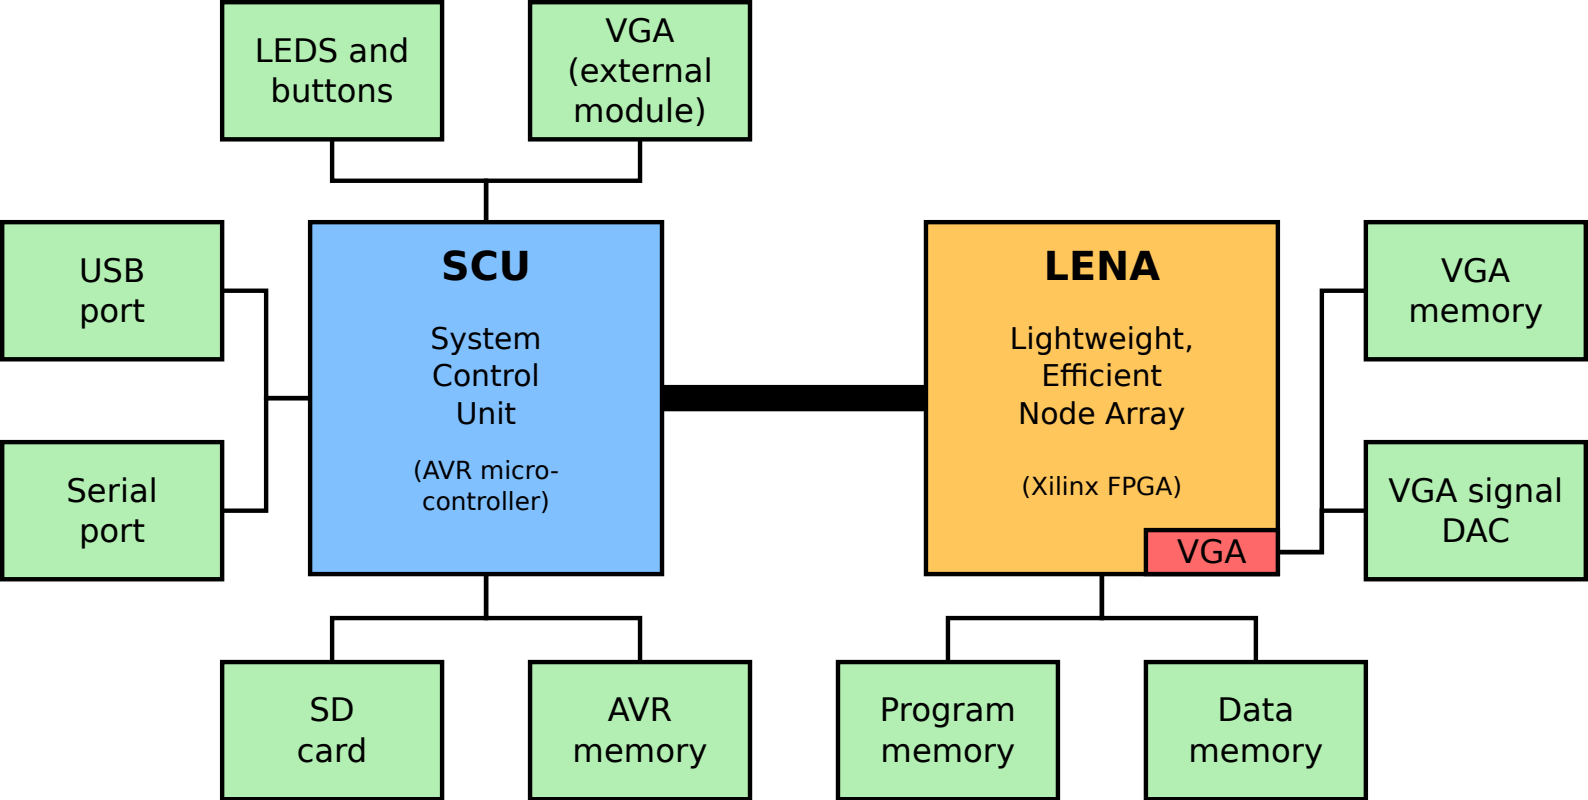 LEDS and
buttons
VGA
(external
module)
USB
port
Serial
port
SCU
System
Control
Unit
(AVR micro-
controller)
LENA
Lightweight,
Efficient
Node Array
(Xilinx FPGA)
VGA
VGA
memory
VGA signal
DAC
SD
card
AVR
memory
Program
memory
Data
memory